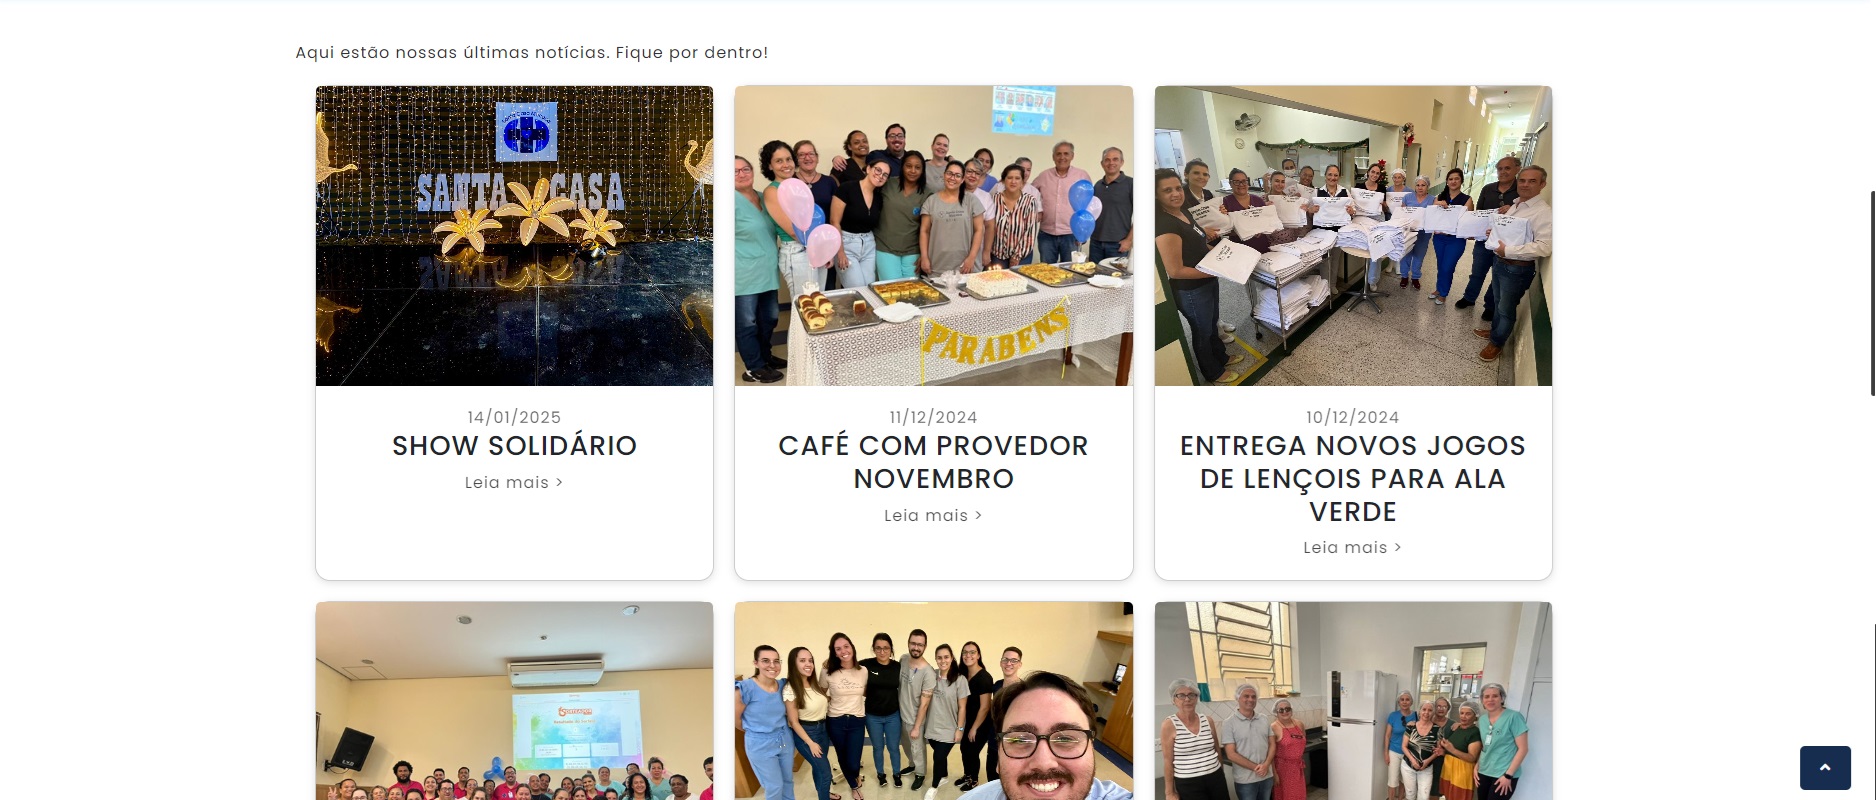 Aqui estão nossas últimas notícias. Fique por dentro!
SANTA CASA
PARABENS
14/01/2025
SHOW SOLIDÁRIO
Leia mais >
11/12/2024
CAFÉ COM PROVEDOR
NOVEMBRO
Leia mais >
10/12/2024
ENTREGA NOVOS JOGOS
DE LENÇOIS PARA ALA
VERDE
Leia mais >